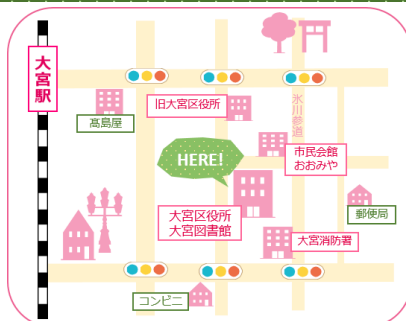 大宮駅
髙島屋
旧大宮区役所
氷川参道
市民会館
おおみや
HERE!
大宮区役所
大宮図書館
郵便局
大宮消防署
コンビニ